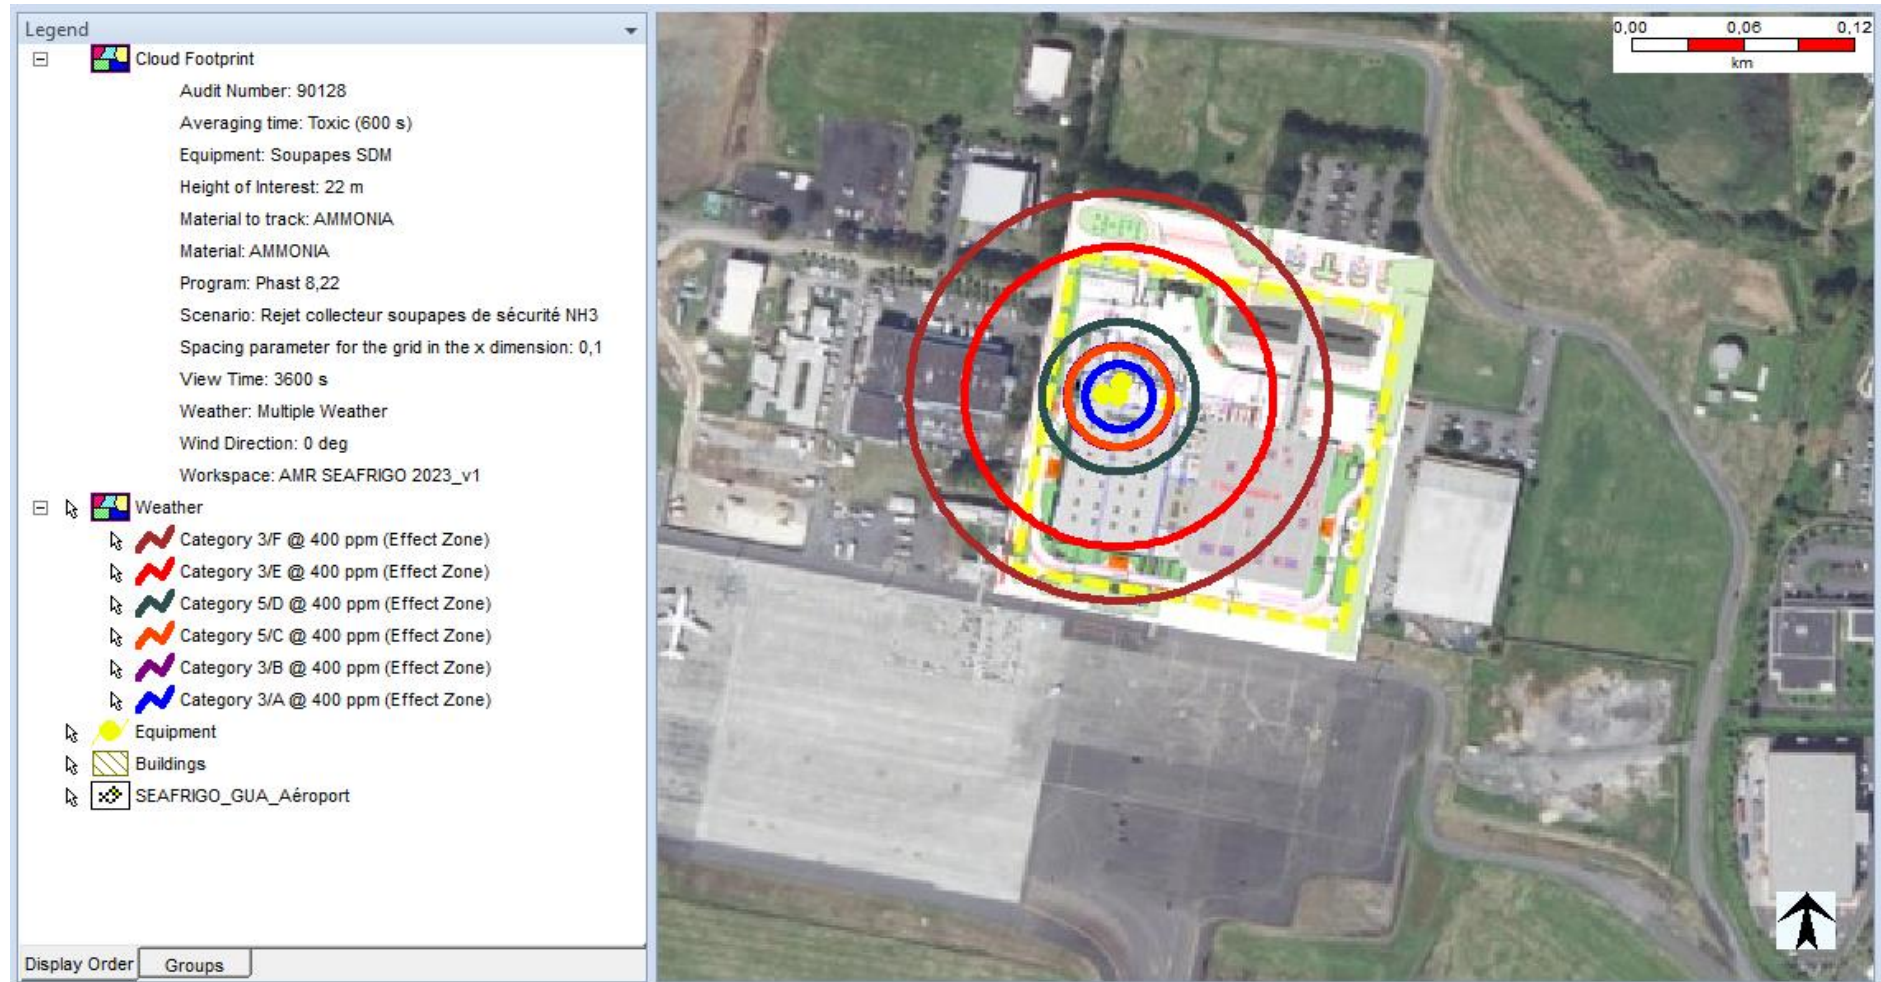 Legend
Cloud Footprint
Audit Number: 90128
Averaging time: Toxic (600 s)
Equipment: Soupapes SDM
Height of Interest: 22 m
Material to track: AMMONIA
Material: AMMONIA
Program: Phast 8,22
Scenario: Rejet collecteur soupapes de sécurité NH3
Spacing parameter for the grid in the x dimension: 0,1
View Time: 3600 s
Weather: Multiple Weather
Wind Direction: 0 deg
Workspace: AMR SEAFRIGO 2023_v1
Weather
Category 3/F @ 400 ppm (Effect Zone)
Category 3/E @ 400 ppm (Effect Zone)
Category 5/D @ 400 ppm (Effect Zone)
Category 5/C @ 400 ppm (Effect Zone)
Category 3/B @ 400 ppm (Effect Zone)
Category 3/A @ 400 ppm (Effect Zone)
Equipment
Buildings
SEAFRIGO_GUA_Aéroport
Display Order
Groups
0,00 0,06 0,12
km